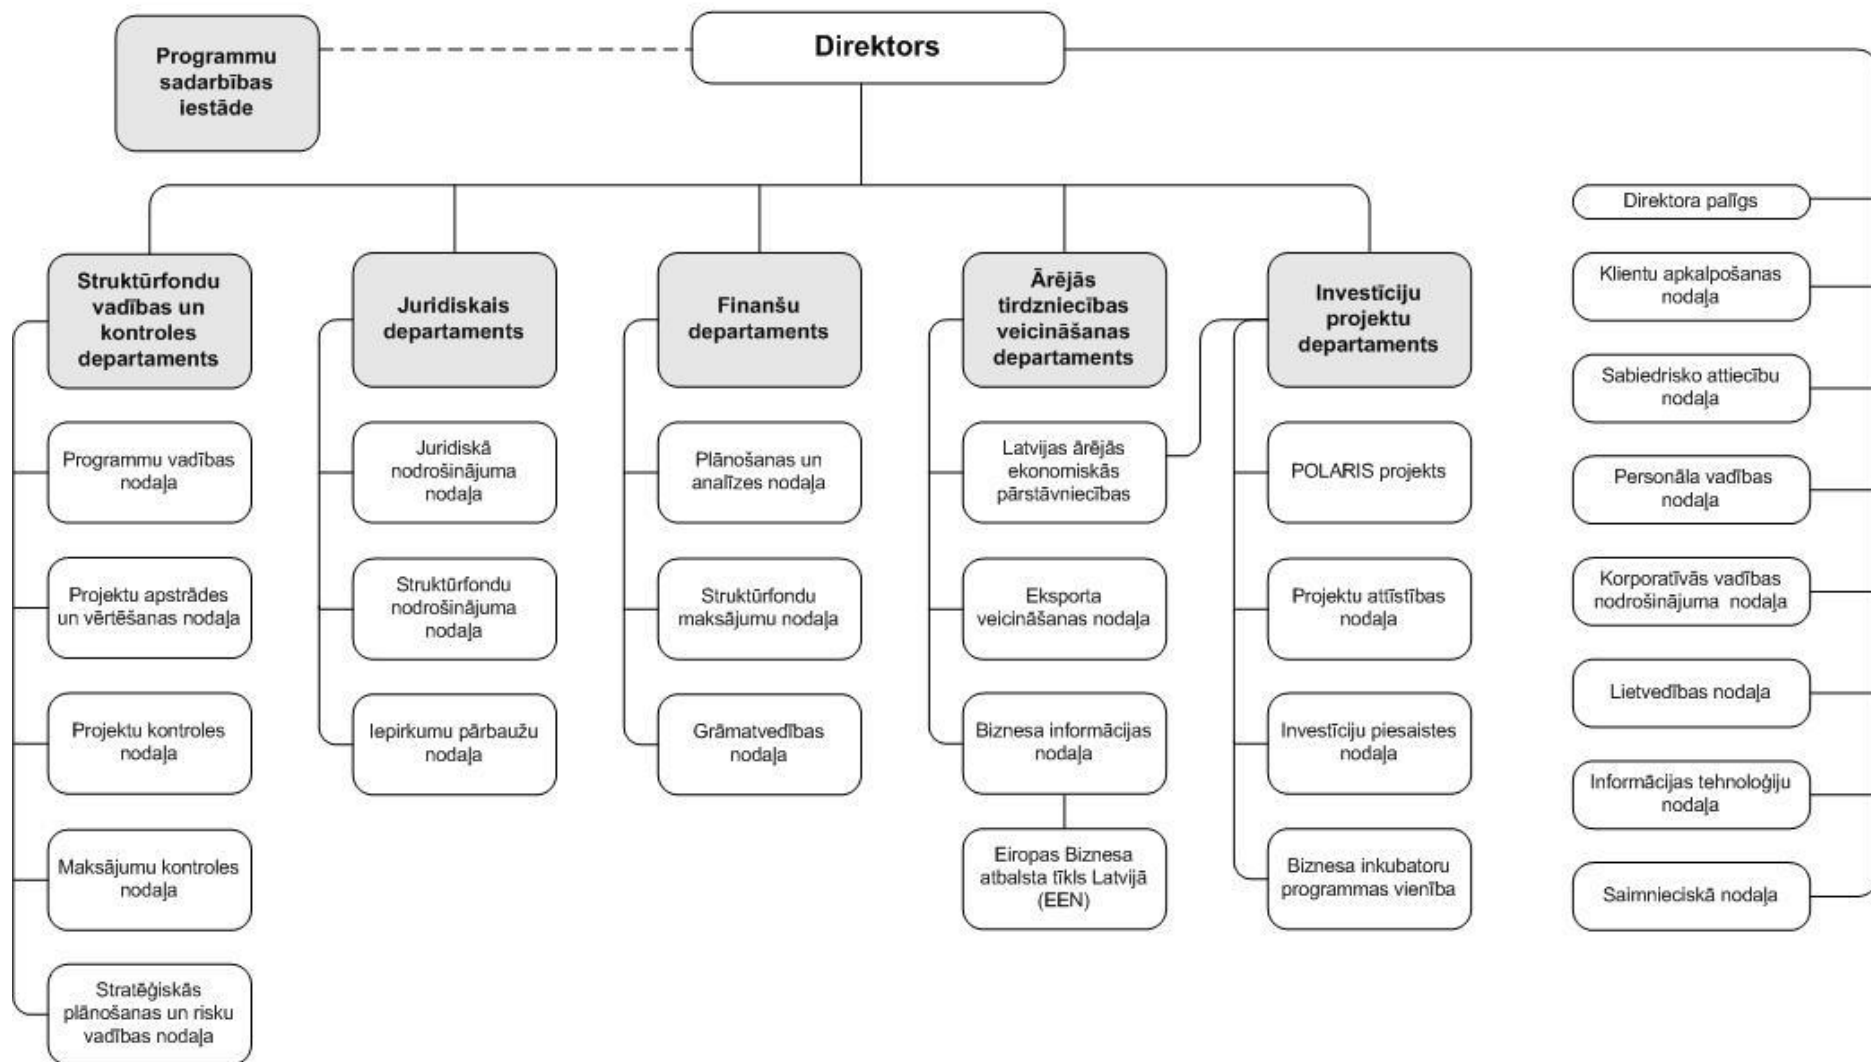 Programmu
sadarbības
iestāde
Direktors
Struktūrfondu
vadības un
kontroles
departaments
Programmu vadības
nodaļa
Projektu apstrādes
un vērtēšanas nodaļa
Projektu kontroles
nodaļa
Maksājumu kontroles
nodaļa
Stratēģiskās
plānošanas un risku
vadības nodaļa
Juridiskais
departaments
Juridiskā
nodrošinājuma
nodaļa
Struktūrfondu
nodrošinājuma
nodaļa
Iepirkumu pārbaužu
nodaļa
Finanšu
departaments
Plānošanas un
analīzes nodaļa
Struktūrfondu
maksājumu nodaļa
Grāmatvedības
nodaļa
Ārējās
tirdzniecības
veicināšanas
departaments
Latvijas ārējās
ekonomiskās
pārstāvniecības
Eksporta
veicināšanas nodaļa
Biznesa informācijas
nodaļa
Eiropas Biznesa
atbalsta tīkls Latvijā
(EEN)
Investīciju
projektu
departaments
POLARIS projekts
Projektu attīstības
nodaļa
Investīciju piesaistes
nodaļa
Biznesa inkubatoru
programmas vienība
Direktora palīgs
Klientu apkalpošanas
nodaļa
Sabiedrisko attiecību
nodaļa
Personāla vadības
nodaļa
Korporatīvās vadības
nodrošinājuma nodaļa
Lietvedības nodaļa
Informācijas tehnoloģiju
nodaļa
Saimnieciskā nodaļa